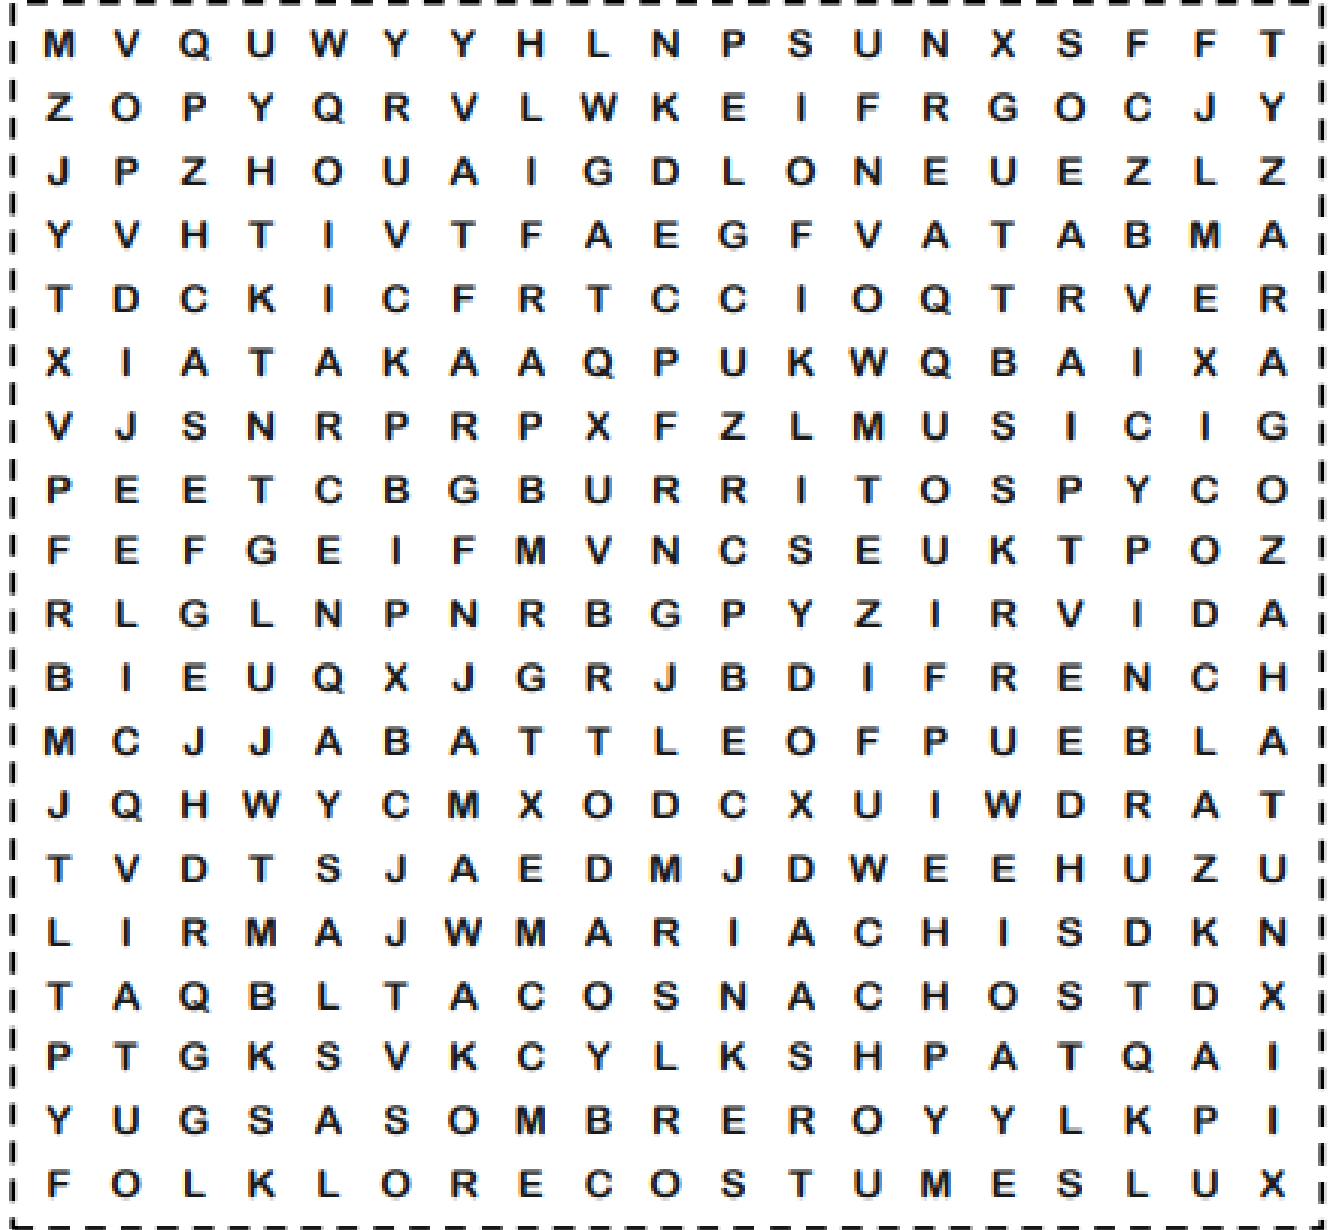 M V Q U W Y Y H L N P S U N X S F F T
Z O P Y Q R V L W K E I F R G O C J Y
J P Z H O U A I G D L O N E U E Z L Z
Y V H T I V T F A E G F V A T A B M A
T D C K I C F R T C C I O Q T R V E R
X I A T A K A A Q P U K W Q B A I X A
V J S N R P R P X F Z L M U S I C I G
P E E T C B G B U R R I T O S P Y C O
F E F G E I F M V N C S E U K T P O Z
R L G L N P N R B G P Y Z I R V I D A
B I E U Q X J G R J B D I F R E N C H
M C J J A B A T T L E O F P U E B L A
J Q H W Y C M X O D C X U I W D R A T
T V D T S J A E D M J D W E E H U Z U
L I R M A J W M A R I A C H I S D K N
T A Q B L T A C O S N A C H O S T D X
P T G K S V K C Y L K S H P A T Q A I
Y U G S A S O M B R E R O Y Y L K P I
F O L K L O R E C O S T U M E S L U X